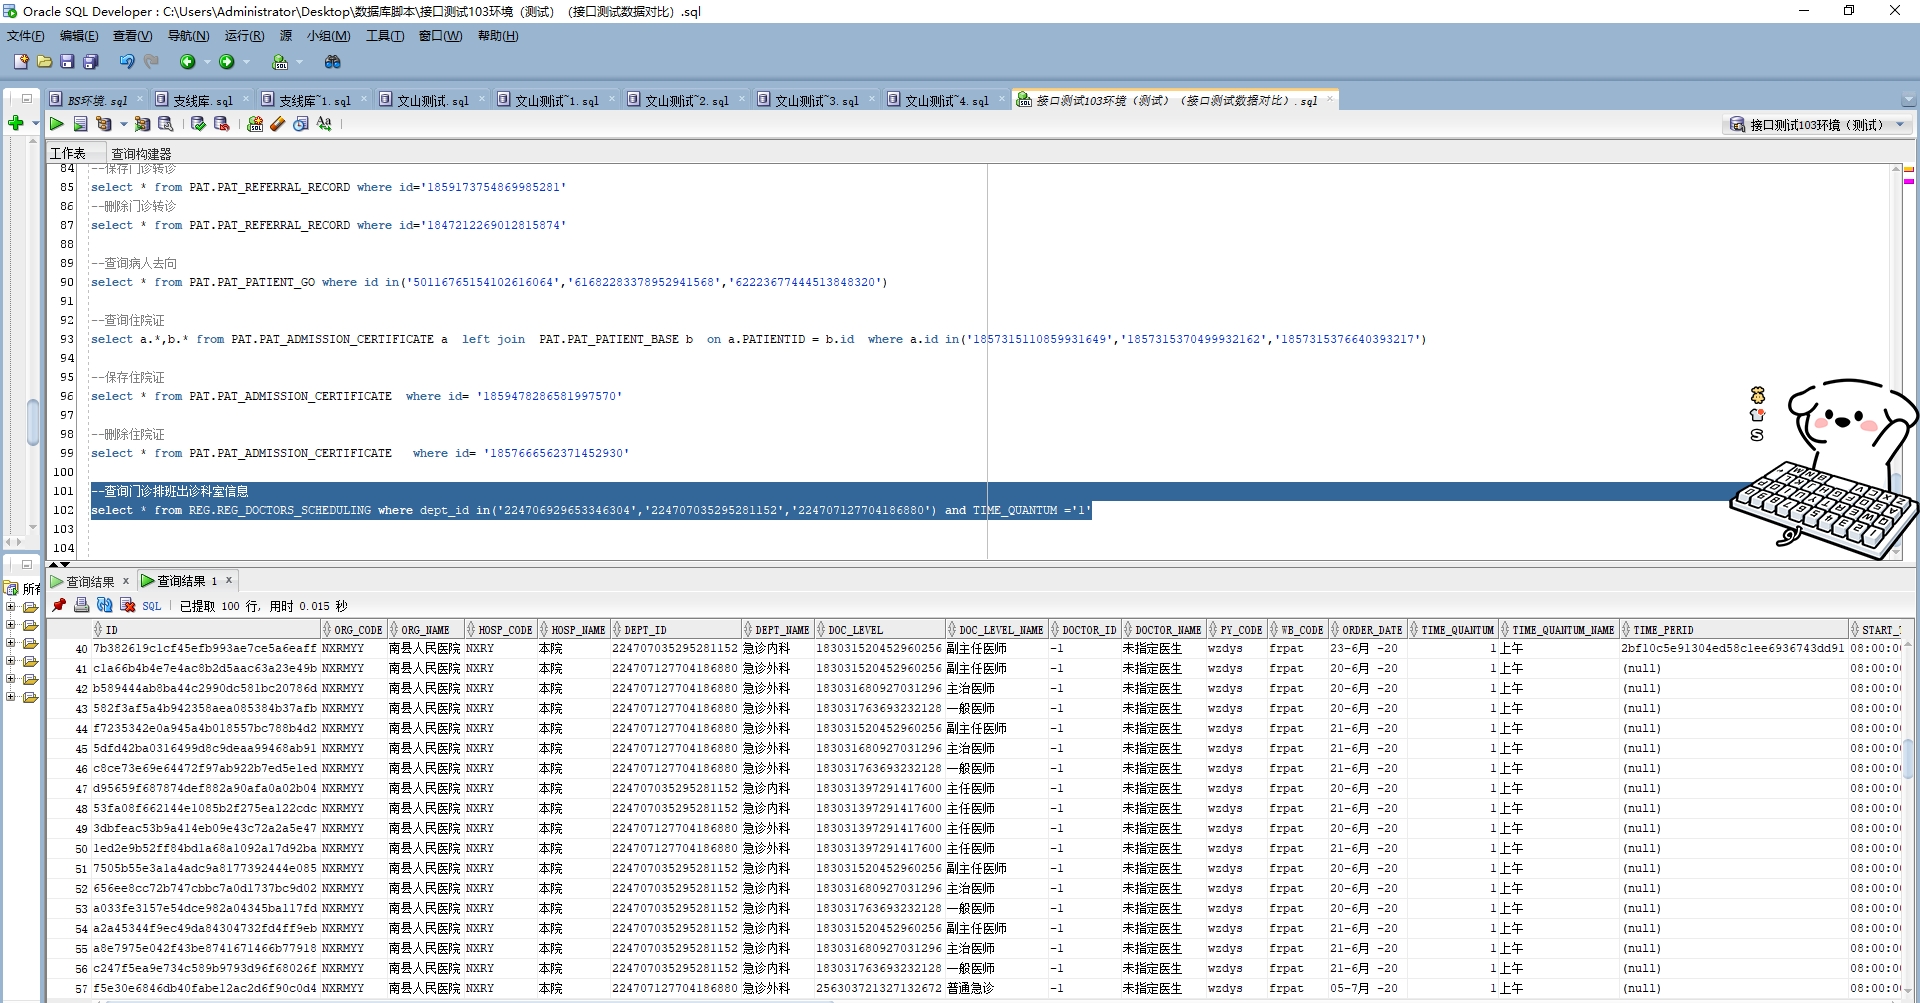 Oracle SQL Developer : C:\Users\Administrator\Desktop\数据库脚本\接口测试103环境（测试）（接口测试数据对比）.sql
文件(F) 编辑(E) 查看(V) 导航(N) 运行(R) 源 小组(M) 工具(T) 窗口(W) 帮助(H)
BS环境.sql 支线库.sql 支线库~1.sql 文山测试.sql 文山测试~1.sql 文山测试~2.sql 文山测试~3.sql 文山测试~4.sql 接口测试103环境（测试）（接口测试数据对比）.sql
接口测试103环境（测试）
工作表 查询构建器
84 --保存门诊转诊
85 select * from PAT.PAT_REFERRAL_RECORD where id='1859173754869985281'
86 --删除门诊转诊
87 select * from PAT.PAT_REFERRAL_RECORD where id='1847212269012815874'
88
89 --查询病人去向
90 select * from PAT.PAT_PATIENT_GO where id in('50116765154102616064','61682283378952941568','62223677444513848320')
91
92 --查询住院证
93 select a.*,b.* from PAT.PAT_ADMISSION_CERTIFICATE a left join PAT.PAT_PATIENT_BASE b on a.PATIENTID = b.id where a.id in('1857315110859931649','1857315370499932162','1857315376640393217')
94
95 --保存住院证
96 select * from PAT.PAT_ADMISSION_CERTIFICATE where id= '1859478286581997570'
97
98 --删除住院证
99 select * from PAT.PAT_ADMISSION_CERTIFICATE where id= '1857666562371452930'
100
101 --查询门诊排班出诊科室信息
102 select * from REG.REG_DOCTORS_SCHEDULING where dept_id in('224706929653346304','224707035295281152','224707127704186880') and TIME_QUANTUM ='1'
103
104
查询结果 x 查询结果 1 x
所有
SQL 已提取 100 行, 用时 0.015 秒
ID ORG_CODE ORG_NAME HOSP_CODE HOSP_NAME DEPT_ID DEPT_NAME DOC_LEVEL DOC_LEVEL_NAME DOCTOR_ID DOCTOR_NAME PY_CODE WB_CODE ORDER_DATE TIME_QUANTUM TIME_QUANTUM_NAME TIME_PERID START_T
40 7b382619c1cf45efb993ae7ce5a6eaff NXRMYY 南县人民医院 NXRY 本院 224707035295281152 急诊内科 183031520452960256 副主任医师 -1 未指定医生 wzdys frpat 23-6月 -20 1 上午 2bf10c5e91304ed58c1ee6936743dd91 08:00:00
41 c1a66b4b4e7e4ac8b2d5aac63a23e49b NXRMYY 南县人民医院 NXRY 本院 224707127704186880 急诊外科 183031520452960256 副主任医师 -1 未指定医生 wzdys frpat 20-6月 -20 1 上午 (null) 08:00:00
42 b589444ab8ba44c2990dc581bc20786d NXRMYY 南县人民医院 NXRY 本院 224707127704186880 急诊外科 183031680927031296 主治医师 -1 未指定医生 wzdys frpat 20-6月 -20 1 上午 (null) 08:00:00
43 582f3af5a4b942358aea085384b37afb NXRMYY 南县人民医院 NXRY 本院 224707127704186880 急诊外科 183031763693232128 一般医师 -1 未指定医生 wzdys frpat 20-6月 -20 1 上午 (null) 08:00:00
44 f7235342e0a945a4b018557bc788b4d2 NXRMYY 南县人民医院 NXRY 本院 224707127704186880 急诊外科 183031520452960256 副主任医师 -1 未指定医生 wzdys frpat 21-6月 -20 1 上午 (null) 08:00:00
45 5dfd42ba0316499d8c9deaa99468ab91 NXRMYY 南县人民医院 NXRY 本院 224707127704186880 急诊外科 183031680927031296 主治医师 -1 未指定医生 wzdys frpat 21-6月 -20 1 上午 (null) 08:00:00
46 c8ce73e69e64472f97ab922b7ed5e1ed NXRMYY 南县人民医院 NXRY 本院 224707127704186880 急诊外科 183031763693232128 一般医师 -1 未指定医生 wzdys frpat 21-6月 -20 1 上午 (null) 08:00:00
47 d95659f687874def882a90afa0a02b04 NXRMYY 南县人民医院 NXRY 本院 224707035295281152 急诊内科 183031397291417600 主任医师 -1 未指定医生 wzdys frpat 20-6月 -20 1 上午 (null) 08:00:00
48 53fa08f662144e1085b2f275ea122cdc NXRMYY 南县人民医院 NXRY 本院 224707035295281152 急诊内科 183031397291417600 主任医师 -1 未指定医生 wzdys frpat 21-6月 -20 1 上午 (null) 08:00:00
49 3dbfeac53b9a414eb09e43c72a2a5e47 NXRMYY 南县人民医院 NXRY 本院 224707127704186880 急诊外科 183031397291417600 主任医师 -1 未指定医生 wzdys frpat 20-6月 -20 1 上午 (null) 08:00:00
50 1ed2e9b52ff84bd1a68a1092a17d92ba NXRMYY 南县人民医院 NXRY 本院 224707127704186880 急诊外科 183031397291417600 主任医师 -1 未指定医生 wzdys frpat 21-6月 -20 1 上午 (null) 08:00:00
51 7505b55e3a1a4adc9a8177392444e085 NXRMYY 南县人民医院 NXRY 本院 224707035295281152 急诊内科 183031520452960256 副主任医师 -1 未指定医生 wzdys frpat 20-6月 -20 1 上午 (null) 08:00:00
52 656ee8cc72b747cbbc7a0d1737bc9d02 NXRMYY 南县人民医院 NXRY 本院 224707035295281152 急诊内科 183031680927031296 主治医师 -1 未指定医生 wzdys frpat 20-6月 -20 1 上午 (null) 08:00:00
53 a033fe3157e54dce982a04345ba117fd NXRMYY 南县人民医院 NXRY 本院 224707035295281152 急诊内科 183031763693232128 一般医师 -1 未指定医生 wzdys frpat 20-6月 -20 1 上午 (null) 08:00:00
54 a2a45344f9ec49da84304732fd4ff9eb NXRMYY 南县人民医院 NXRY 本院 224707035295281152 急诊内科 183031520452960256 副主任医师 -1 未指定医生 wzdys frpat 21-6月 -20 1 上午 (null) 08:00:00
55 a8e7975e042f43be8741671466b77918 NXRMYY 南县人民医院 NXRY 本院 224707035295281152 急诊内科 183031680927031296 主治医师 -1 未指定医生 wzdys frpat 21-6月 -20 1 上午 (null) 08:00:00
56 c247f5ea9e734c589b9793d96f68026f NXRMYY 南县人民医院 NXRY 本院 224707035295281152 急诊内科 183031763693232128 一般医师 -1 未指定医生 wzdys frpat 21-6月 -20 1 上午 (null) 08:00:00
57 f5e30e6846db40fabe12ac2d6f90c0d4 NXRMYY 南县人民医院 NXRY 本院 224707127704186880 急诊外科 256303721327132672 普通急诊 -1 未指定医生 wzdys frpat 05-7月 -20 1 上午 (null) 08:00:00